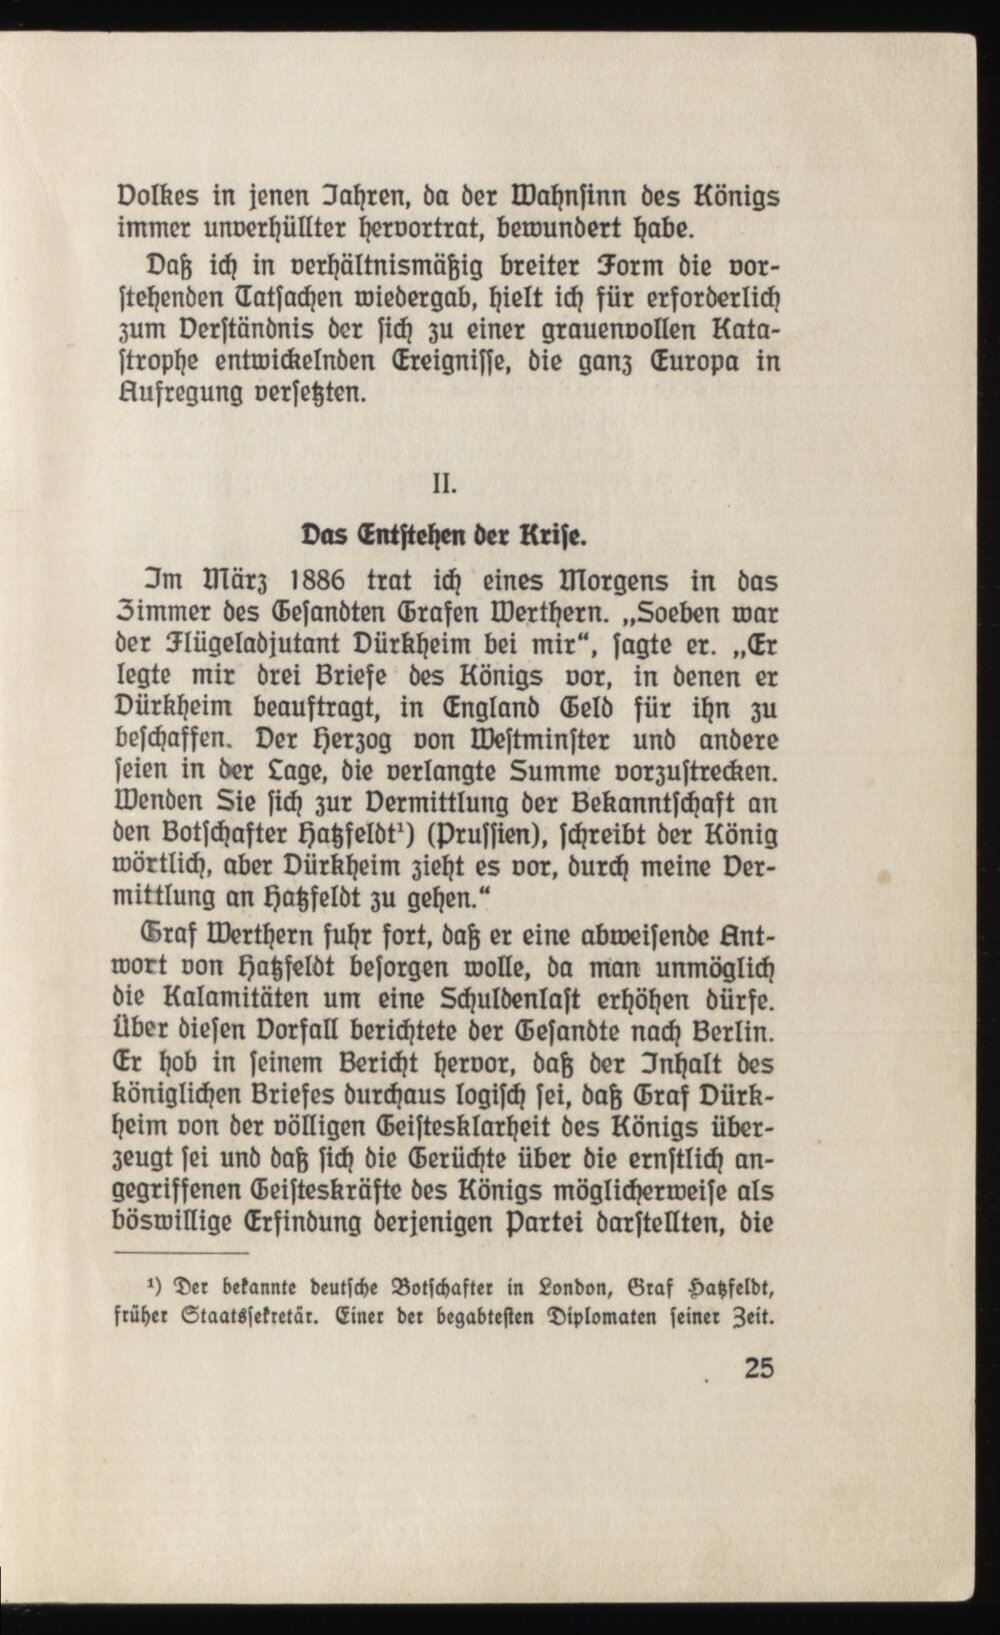 Volkes in jenen Jahren, da der Wahnsinn des Königs
immer unverhüllter hervortrat, bewundert habe.
Daß ich in verhältnismäßig breiter Form die vor-
stehenden Tatsachen wiedergab, hielt ich für erforderlich
zum Verständnis der sich zu einer grauenvollen Kata-
strophe entwickelnden Ereignisse, die ganz Europa in
Aufregung versetzten.
II.
Das Entstehen der Krise.
Im März 1886 trat ich eines Morgens in das
Zimmer des Gesandten Grafen Werthern. „Soeben war
der Flügeladjutant Dürkheim bei mir“, sagte er. „Er
legte mir drei Briefe des Königs vor, in denen er
Dürkheim beauftragt, in England Geld für ihn zu
beschaffen. Der Herzog von Westminster und andere
seien in der Lage, die verlangte Summe vorzustrecken.
Wenden Sie sich zur Vermittlung der Bekanntschaft an
den Botschafter Hatzfeldt¹) (Prussien), schreibt der König
wörtlich, aber Dürkheim zieht es vor, durch meine Ver-
mittlung an Hatzfeldt zu gehen.“
Graf Werthern fuhr fort, daß er eine abweisende Ant-
wort von Hatzfeldt besorgen wolle, da man unmöglich
die Kalamitäten um eine Schuldenlast erhöhen dürfe.
Über diesen Vorfall berichtete der Gesandte nach Berlin.
Er hob in seinem Bericht hervor, daß der Inhalt des
königlichen Briefes durchaus logisch sei, daß Graf Dürk-
heim von der völligen Geistesklarheit des Königs über-
zeugt sei und daß sich die Gerüchte über die ernstlich an-
gegriffenen Geisteskräfte des Königs möglicherweise als
böswillige Erfindung derjenigen Partei darstellten, die
¹) Der bekannte deutsche Botschafter in London, Graf Hatzfeldt,
früher Staatssekretär. Einer der begabtesten Diplomaten seiner Zeit.
25